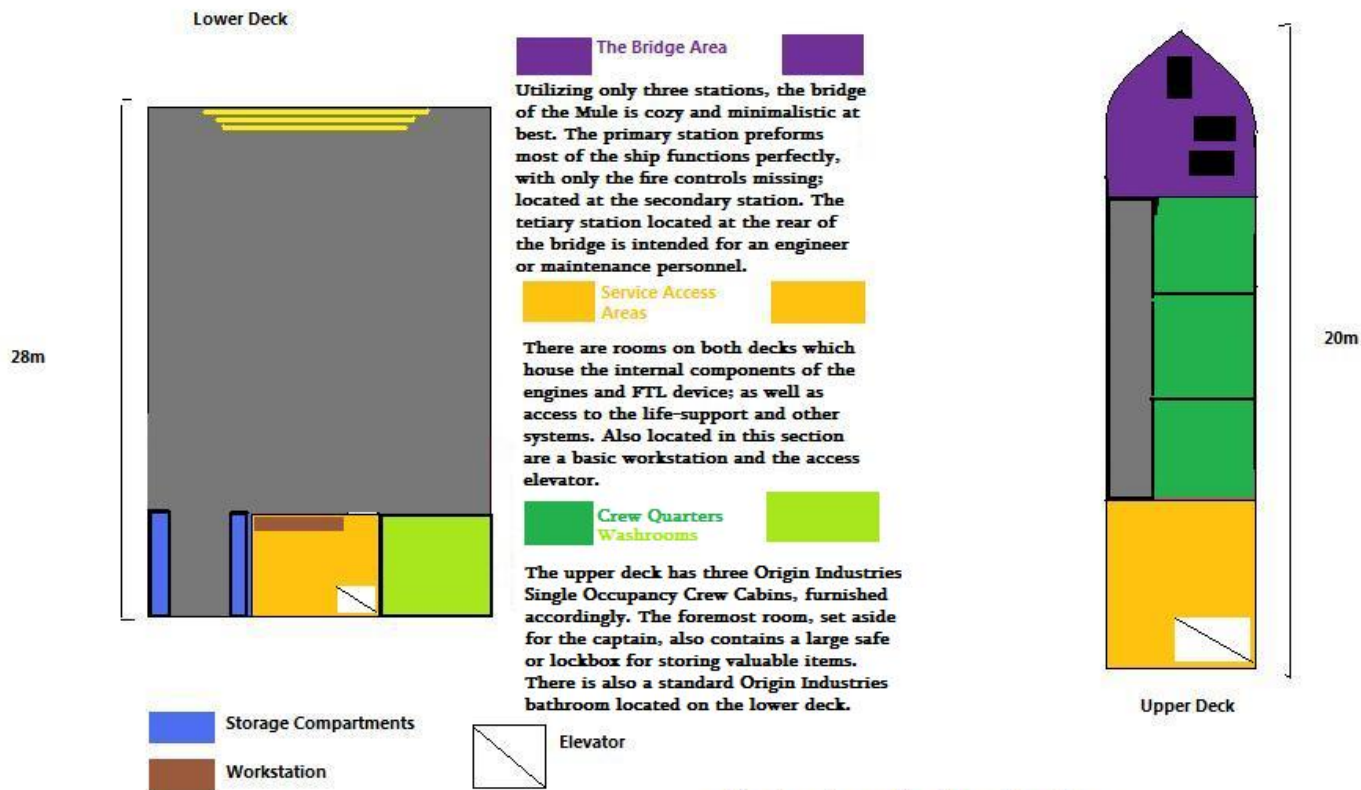 Lower Deck
28m
The Bridge Area
Utilizing only three stations, the bridge
of the Mule is cozy and minimalistic at
best. The primary station preforms
most of the ship functions perfectly,
with only the fire controls missing;
located at the secondary station. The
tetiary station located at the rear of
the bridge is intended for an engineer
or maintenance personnel.
Service Access
Areas
There are rooms on both decks which
house the internal components of the
engines and FTL device; as well as
access to the life-support and other
systems. Also located in this section
are a basic workstation and the access
elevator.
Crew Quarters
Washrooms
The upper deck has three Origin Industries
Single Occupancy Crew Cabins, furnished
accordingly. The foremost room, set aside
for the captain, also contains a large safe
or lockbox for storing valuable items.
There is also a standard Origin Industries
bathroom located on the lower deck.
Storage Compartments
Workstation
Elevator
20m
Upper Deck